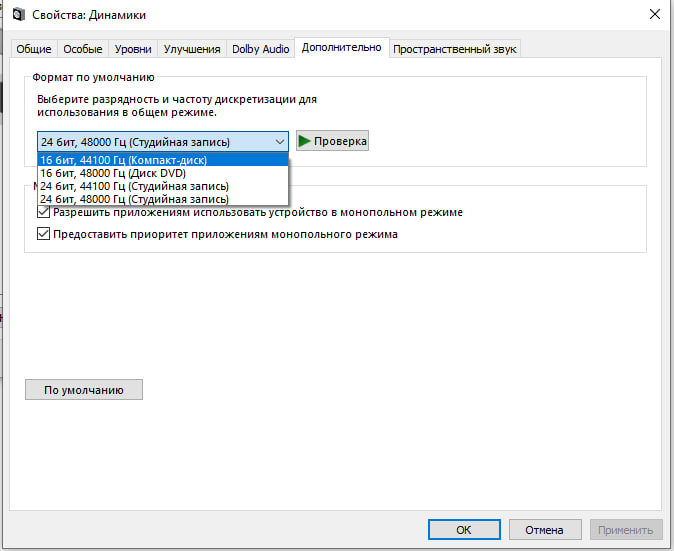 Свойства: Динамики
Общие Особые Уровни Улучшения Dolby Audio Дополнительно Пространственный звук
Формат по умолчанию
Выберите разрядность и частоту дискретизации для
использования в общем режиме.
24 бит, 48000 Гц (Студийная запись) Проверка
16 бит, 44100 Гц (Компакт-диск)
16 бит, 48000 Гц (Диск DVD)
24 бит, 44100 Гц (Студийная запись)
24 бит, 48000 Гц (Студийная запись)
Разрешить приложениям использовать устройство в монопольном режиме
Предоставить приоритет приложениям монопольного режима
По умолчанию
ОК Отмена Применить